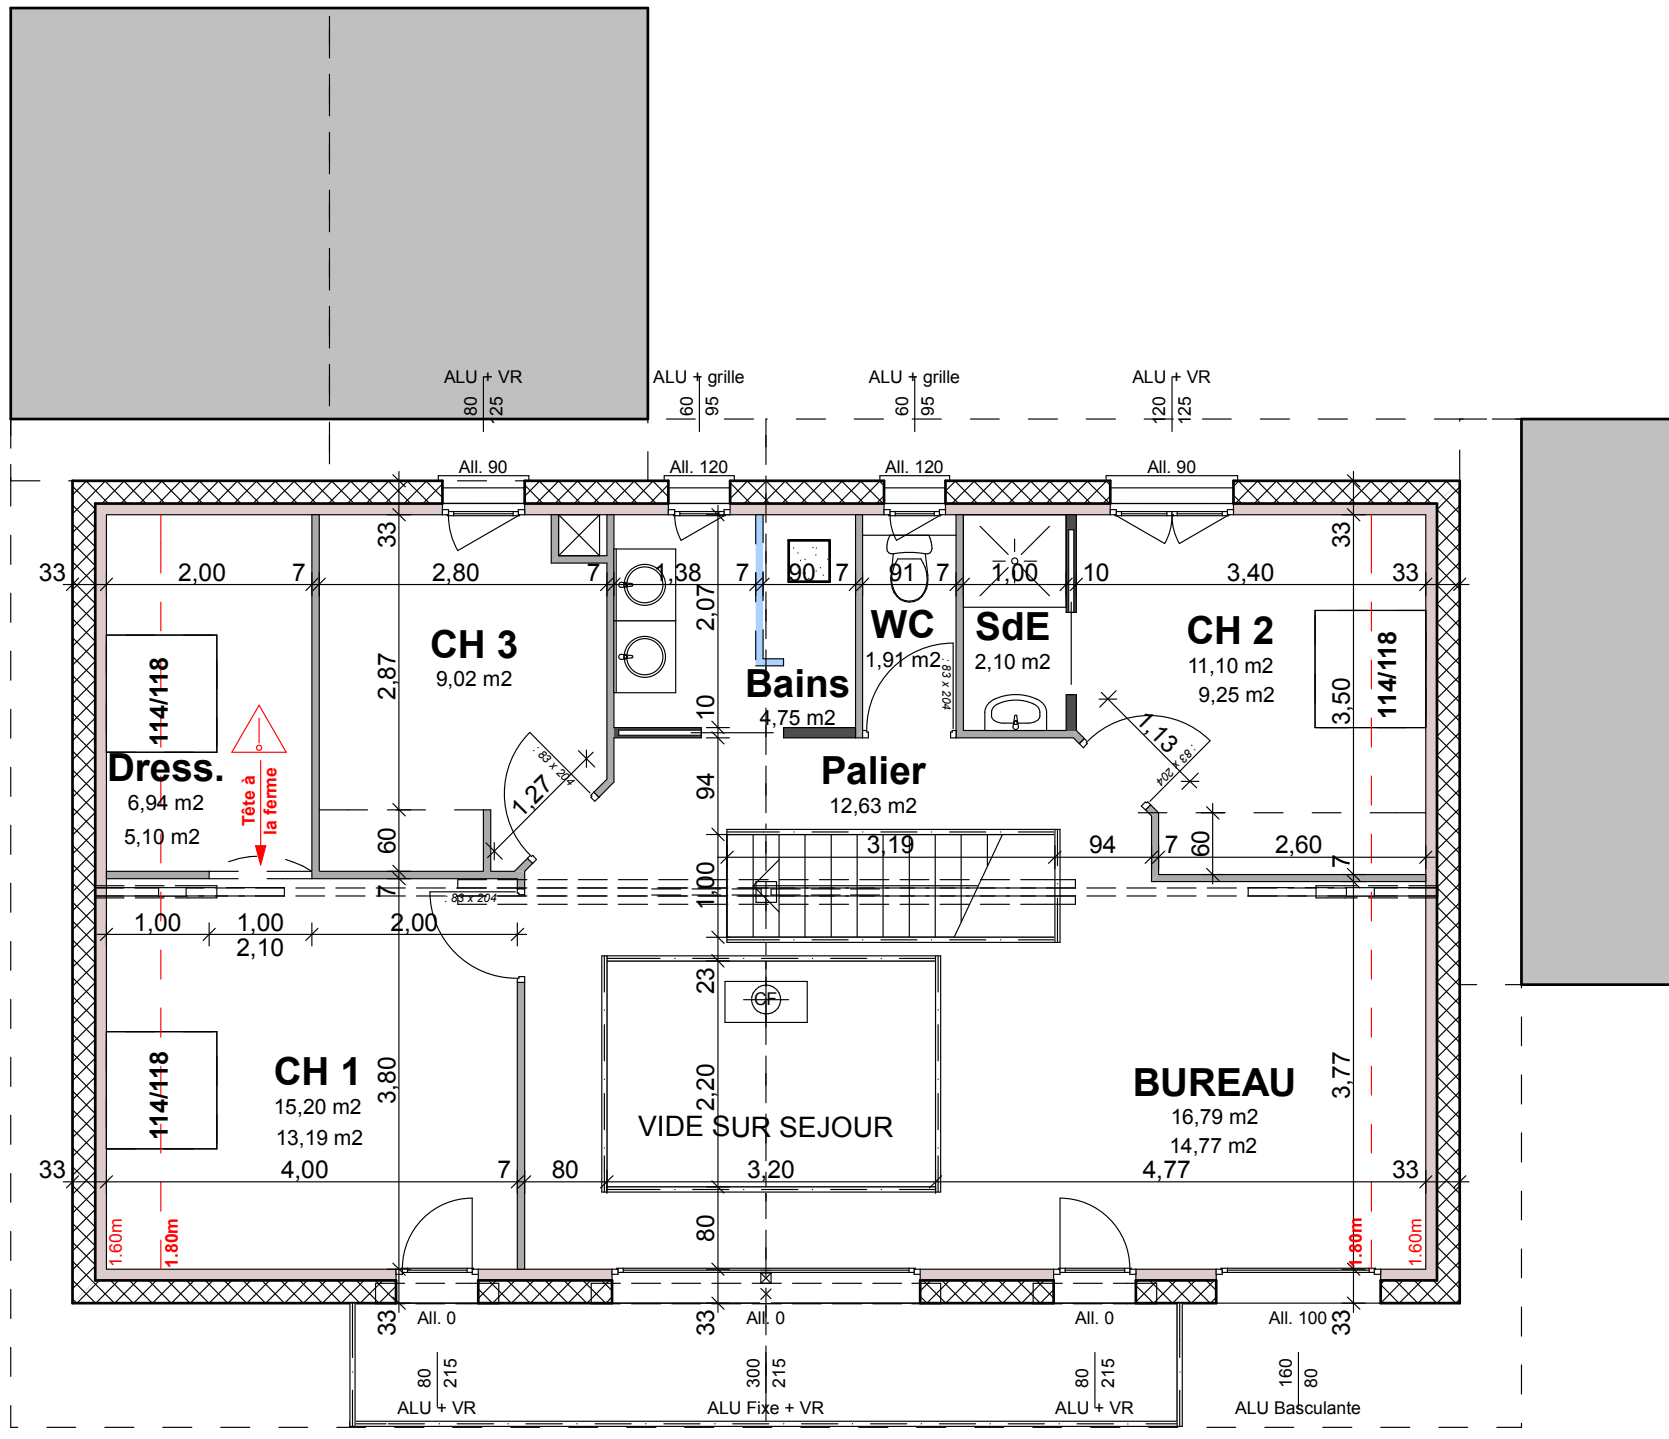 ALU + VR
80
25
ALU + grille
60
95
ALU + grille
60
95
ALU + VR
120
125
All. 90
All. 120
All. 120
All. 90
33
33
33
2,00
7
2,80
7
1,38
7
90
7
91
7
1,00
10
3,40
33
2,07
2,87
CH 3
9,02 m2
WC
1,91 m2
SdE
2,10 m2
CH 2
11,10 m2
9,25 m2
114/118
114/118
3,50
: 83 x 204
Bains
4,75 m2
10
Dress.
6,94 m2
5,10 m2
Tête à
la ferme
: 83 x 204
1,27
1,13
: 83 x 204
Palier
12,63 m2
94
60
3,19
94
7
60
2,60
7
7
1,00
: 83 x 204
1,00
1,00
2,00
2,10
23
CF
CH 1
15,20 m2
13,19 m2
114/118
3,80
2,20
VIDE SUR SEJOUR
BUREAU
16,79 m2
14,77 m2
3,77
33
4,00
7
80
3,20
4,77
33
80
1.60m
1.80m
1.80m
1.60m
33
All. 0
33
All. 0
All. 0
All. 100
33
80
215
300
215
80
215
160
80
ALU + VR
ALU Fixe + VR
ALU + VR
ALU Basculante